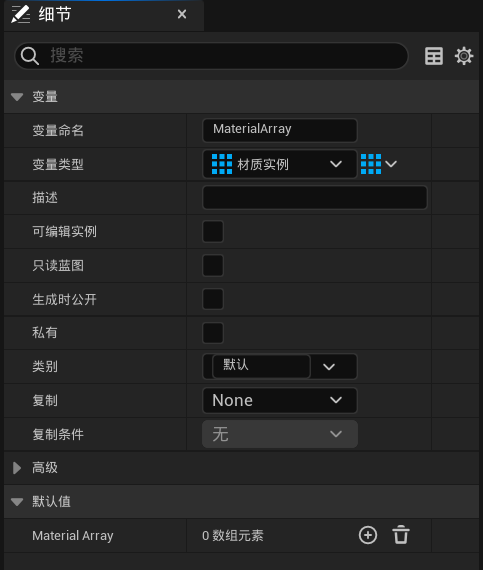 细节
搜索
变量
变量命名 MaterialArray
变量类型 材质实例
描述
可编辑实例
只读蓝图
生成时公开
私有
类别 默认
复制 None
复制条件 无
高级
默认值
Material Array 0 数组元素